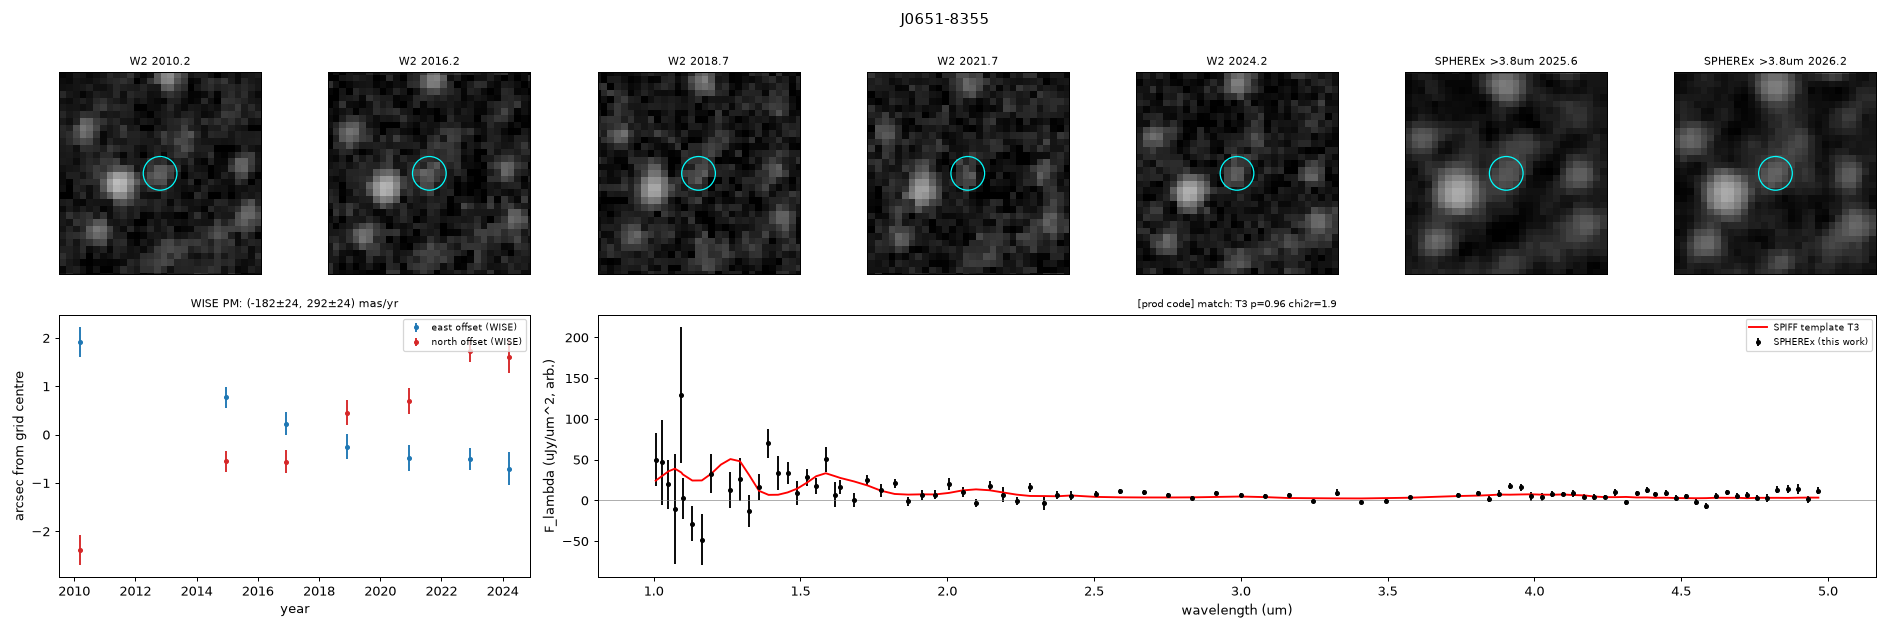 J0651-8355
W2 2010.2
W2 2016.2
W2 2018.7
W2 2021.7
W2 2024.2
SPHEREx >3.8um 2025.6
SPHEREx >3.8um 2026.2
WISE PM: (-182±24, 292±24) mas/yr
east offset (WISE)
north offset (WISE)
arcsec from grid centre
2
1
0
−1
−2
2010
2012
2014
2016
2018
2020
2022
2024
year
[prod code] match: T3 p=0.96 chi2r=1.9
SPIFF template T3
SPHEREx (this work)
F_lambda (uJy/um^2, arb.)
200
150
100
50
0
−50
1.0
1.5
2.0
2.5
3.0
3.5
4.0
4.5
5.0
wavelength (um)